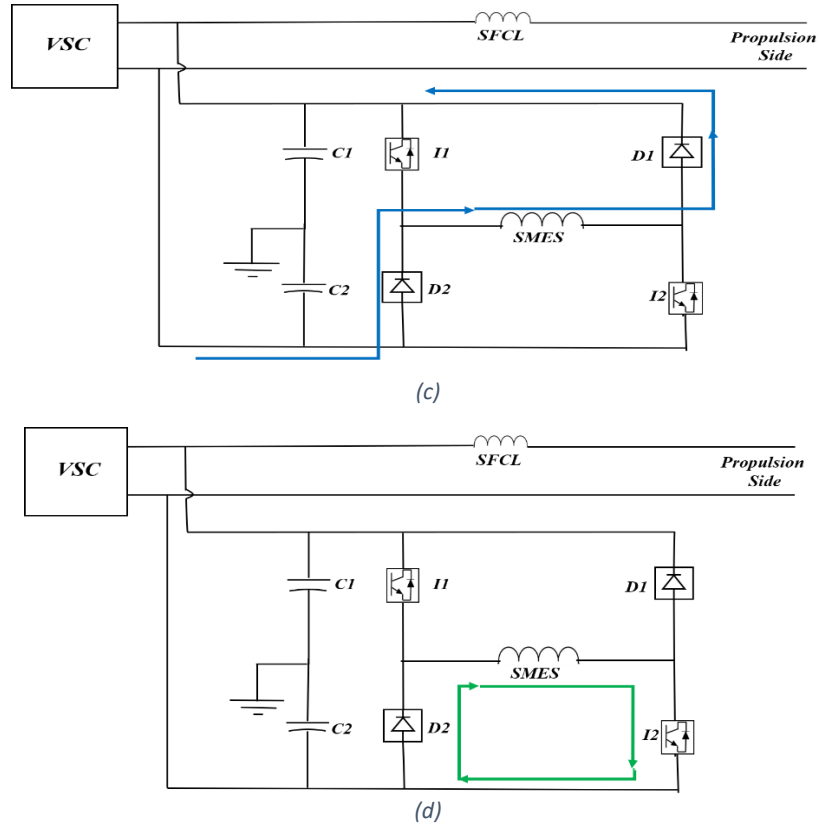 VSC
SFCL
Propulsion
Side
C1
I1
D1
SMES
C2
D2
I2
(c)
VSC
SFCL
Propulsion
Side
C1
I1
D1
SMES
C2
D2
I2
(d)